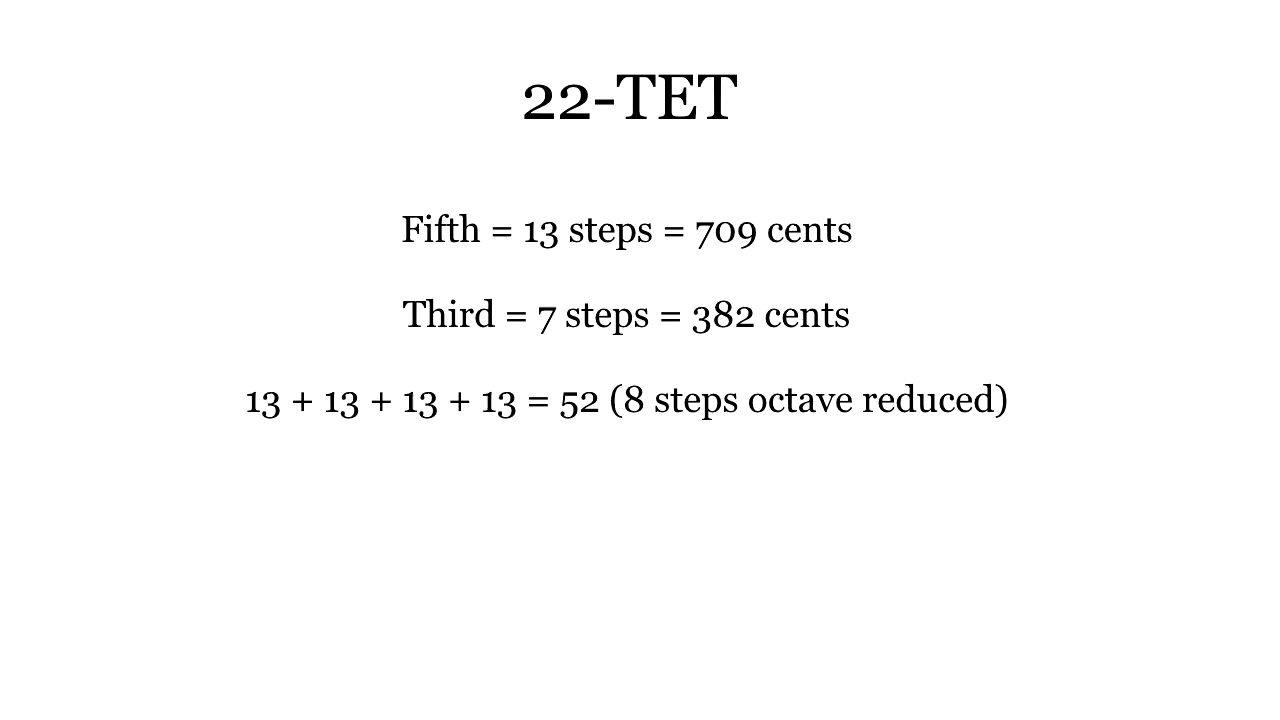 22-TET
Fifth = 13 steps = 709 cents
Third = 7 steps = 382 cents
13 + 13 + 13 + 13 = 52 (8 steps octave reduced)